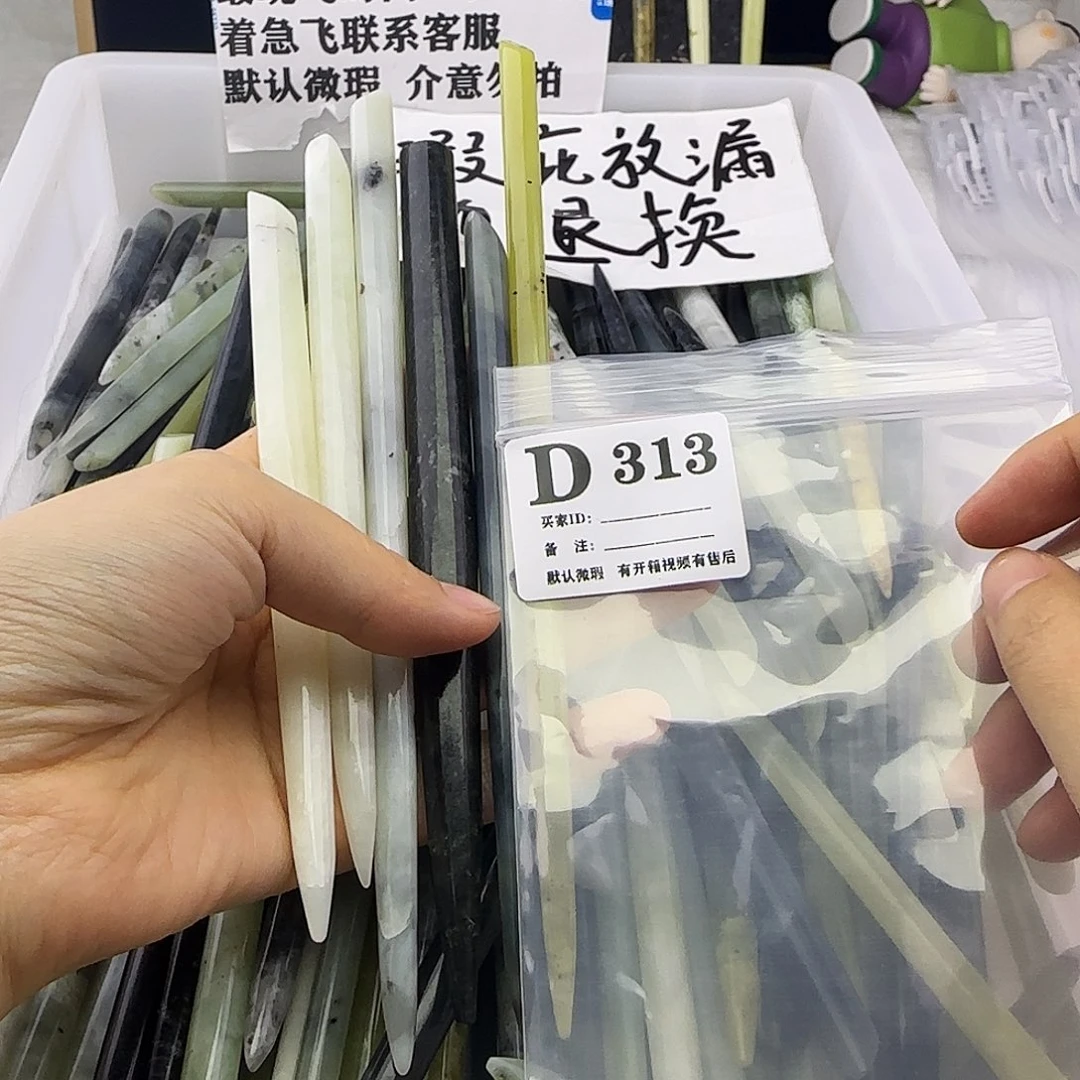 着急飞联系客服
默认微瑕 介意勿拍
疵放漏
退换
D 313
买家ID:
备 注:
默认微瑕 有开箱视频有售后